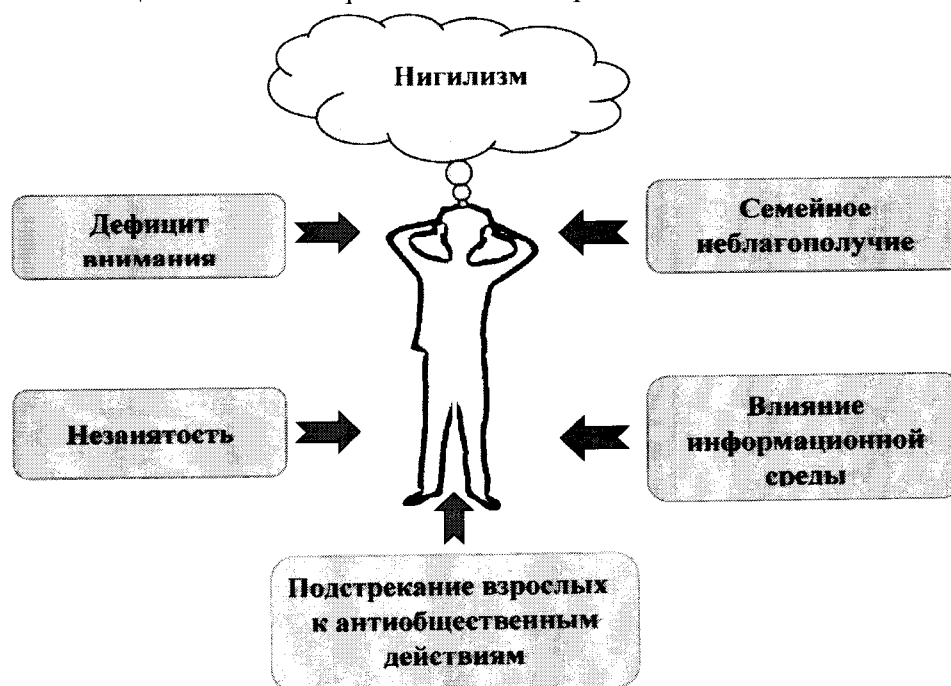 Нигилизм
Дефицит
внимания
Семейное
неблагополучие
Незанятость
Влияние
информационной
среды
Подстрекание взрослых
к антиобщественным
действиям